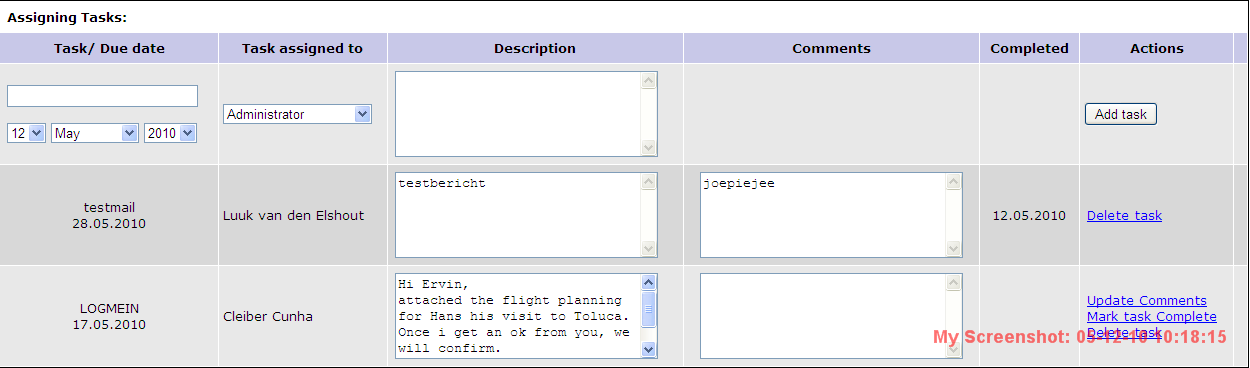 Assigning Tasks:
Task/ Due date
Task assigned to
Description
Comments
Completed
Actions
12
May
2010
Administrator
Add task
testmail
28.05.2010
Luuk van den Elshout
testbericht
joepiejee
12.05.2010
Delete task
LOGMEIN
17.05.2010
Cleiber Cunha
Hi Ervin,
attached the flight planning
for Hans his visit to Toluca.
Once i get an ok from you, we
will confirm.
Update Comments
Mark task Complete
Delete task
My Screenshot: 05-12-10 10:18:15